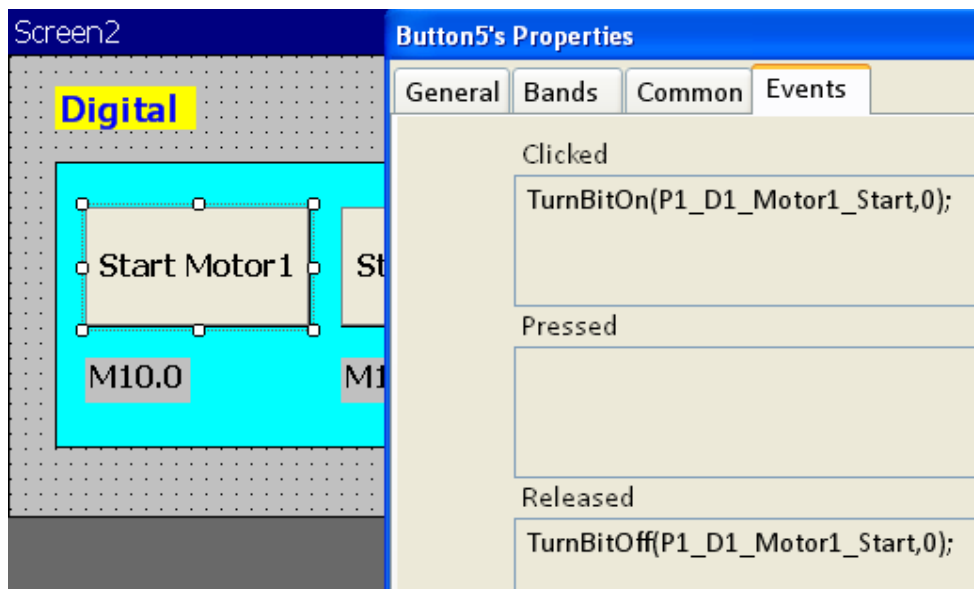 Screen2
Digital
Start Motor1
St
M10.0
M1
Button5's Properties
General Bands Common Events
Clicked
TurnBitOn(P1_D1_Motor1_Start,0);
Pressed
Released
TurnBitOff(P1_D1_Motor1_Start,0);